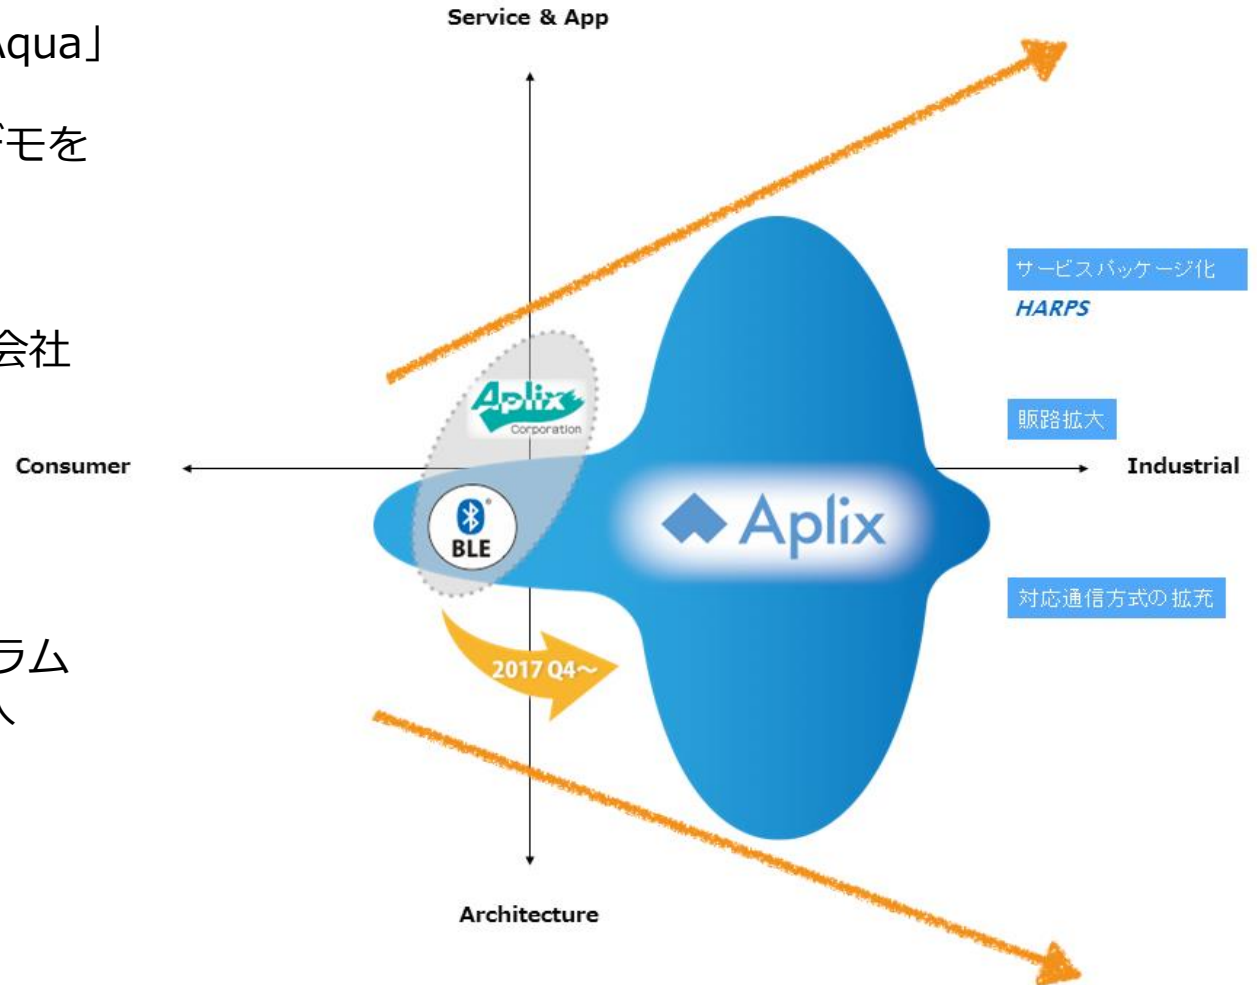 Aqua」
デモを
会社
ラム
Service & App
サービスパッケージ化
HARPS
Aplix
Corporation
販路拡大
Consumer
Industrial
BLE
Aplix
対応通信方式の拡充
2017 Q4～
Architecture